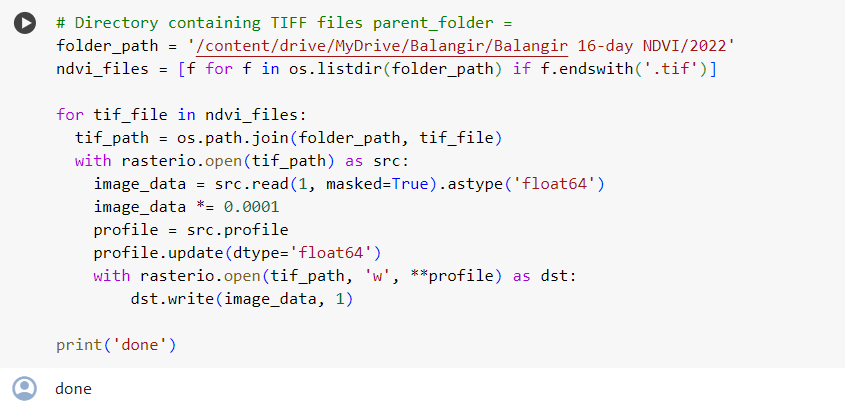 # Directory containing TIFF files parent_folder =
folder_path = '/content/drive/MyDrive/Balangir/Balangir 16-day NDVI/2022'
ndvi_files = [f for f in os.listdir(folder_path) if f.endswith('.tif')]

for tif_file in ndvi_files:
  tif_path = os.path.join(folder_path, tif_file)
  with rasterio.open(tif_path) as src:
    image_data = src.read(1, masked=True).astype('float64')
    image_data *= 0.0001
    profile = src.profile
    profile.update(dtype='float64')
    with rasterio.open(tif_path, 'w', **profile) as dst:
        dst.write(image_data, 1)

print('done')
done